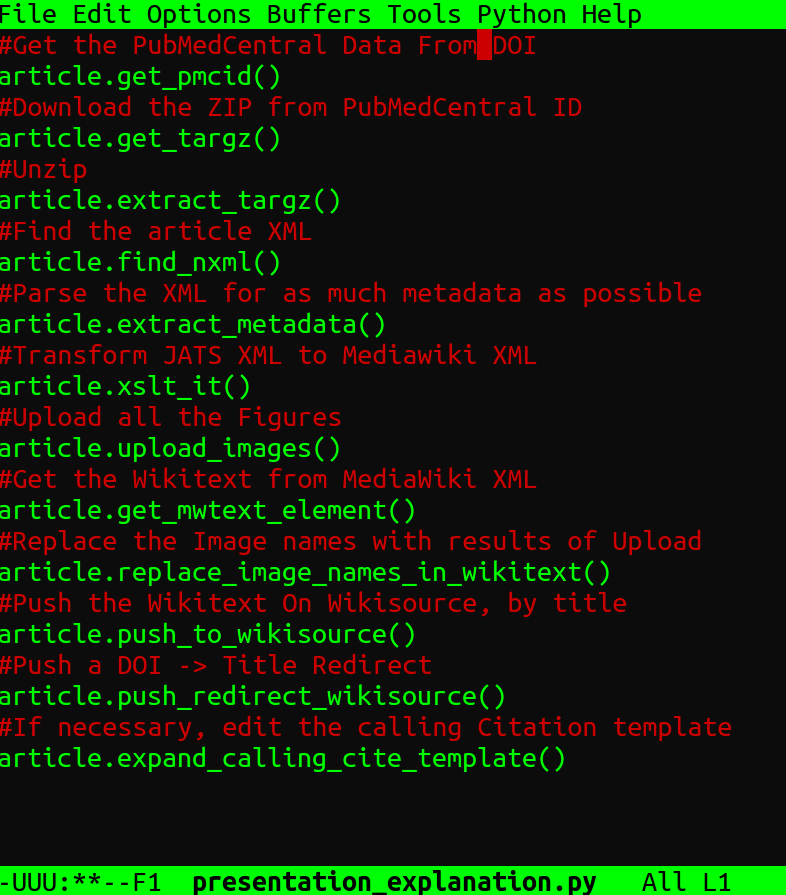 File Edit Options Buffers Tools Python Help
#Get the PubMedCentral Data From DOI
article.get_pmcid()
#Download the ZIP from PubMedCentral ID
article.get_targz()
#Unzip
article.extract_targz()
#Find the article XML
article.find_nxml()
#Parse the XML for as much metadata as possible
article.extract_metadata()
#Transform JATS XML to Mediawiki XML
article.xslt_it()
#Upload all the Figures
article.upload_images()
#Get the Wikitext from MediaWiki XML
article.get_mwtext_element()
#Replace the Image names with results of Upload
article.replace_image_names_in_wikitext()
#Push the Wikitext On Wikisource, by title
article.push_to_wikisource()
#Push a DOI -> Title Redirect
article.push_redirect_wikisource()
#If necessary, edit the calling Citation template
article.expand_calling_cite_template()
-UUU:**--F1  presentation_explanation.py   All L1